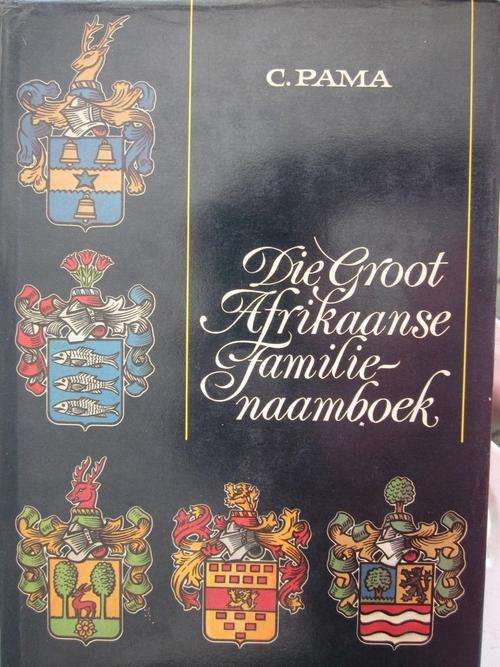 C. PAMA
Die Groot
Afrikaanse
Familie-
naamboek